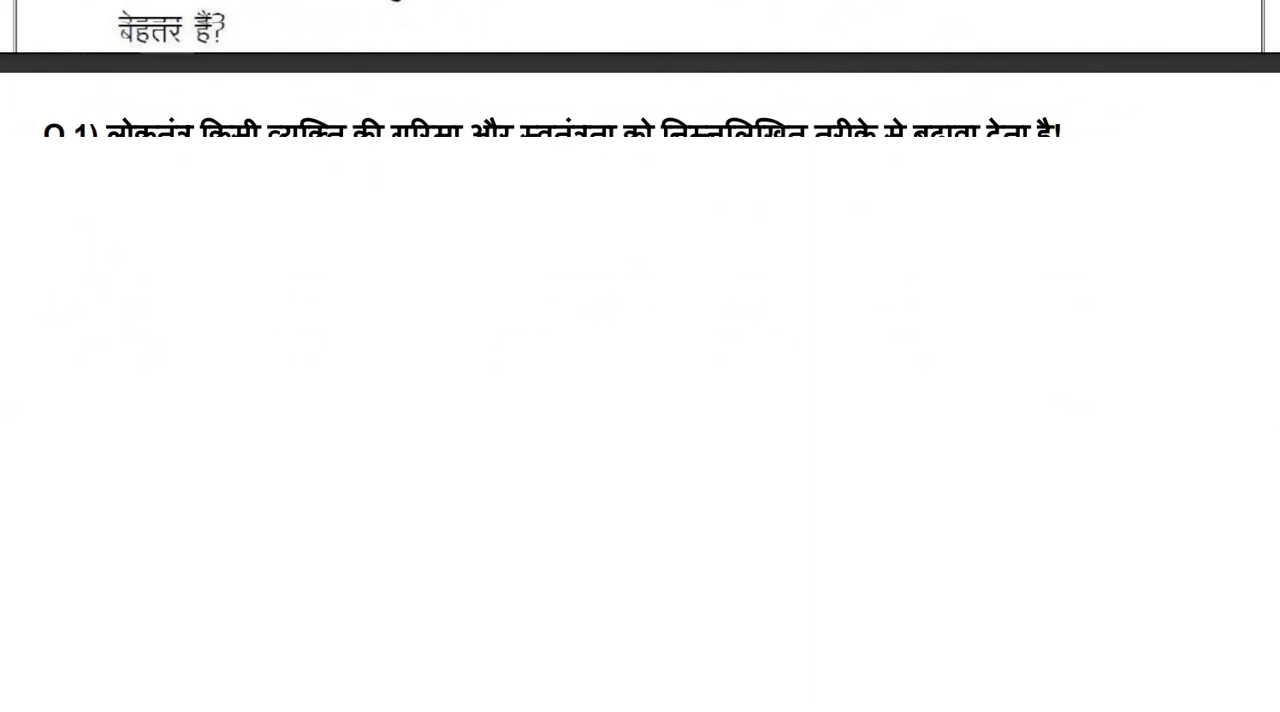 बेहतर हैं?
Q.1) लोकतंत्र किसी व्यक्ति की गरिमा और स्वतंत्रता को निम्नलिखित तरीके से बढ़ावा देता है!